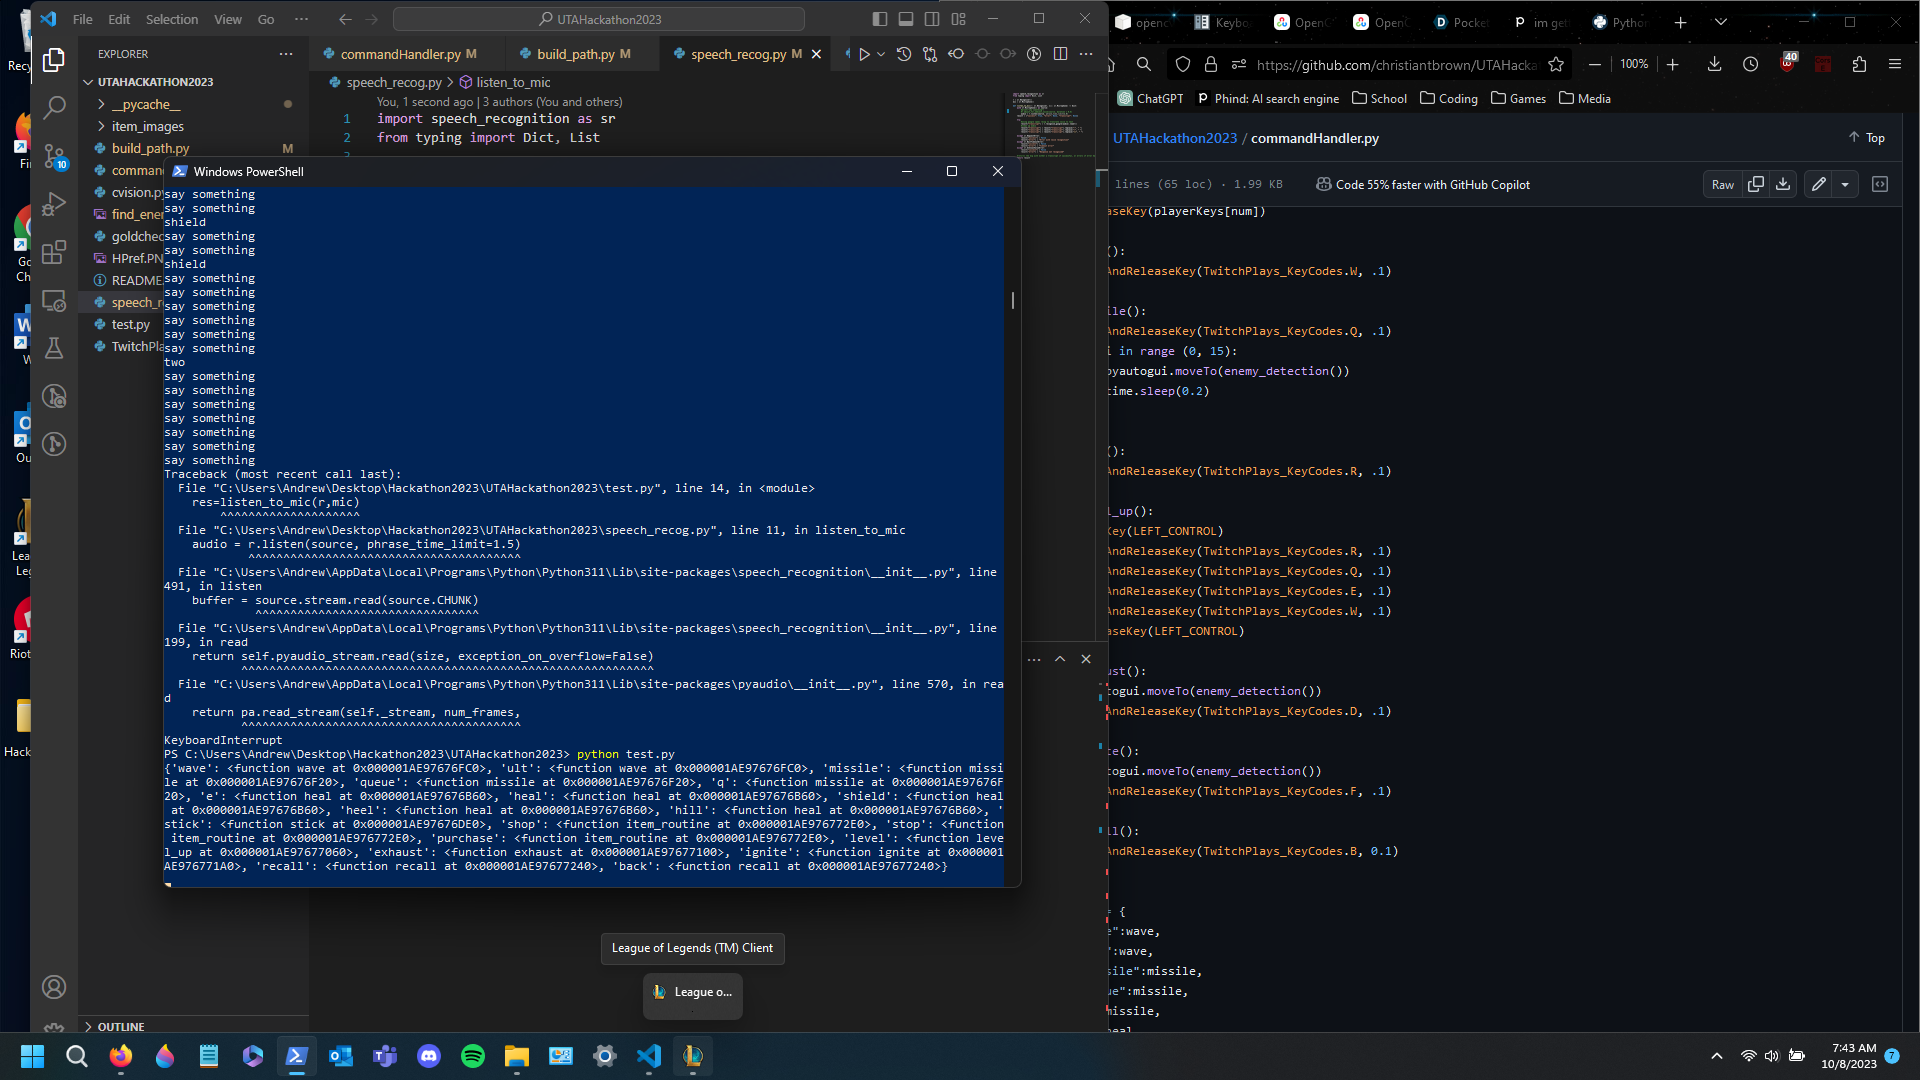 File Edit Selection View Go ···
UTAHackathon2023
EXPLORER
UTAHACKATHON2023
__pycache__
item_images
build_path.py M
cvision.py
HPref.PN
README.
test.py
TwitchPla
OUTLINE
commandHandler.py M
build_path.py M
speech_recog.py M
speech_recog.py > listen_to_mic
You, 1 second ago | 3 authors (You and others)
1 import speech_recognition as sr
2 from typing import Dict, List
Windows PowerShell
say something
say something
shield
say something
say something
shield
say something
say something
say something
say something
say something
say something
two
say something
say something
say something
say something
say something
say something
say something
Traceback (most recent call last):
File "C:\Users\Andrew\Desktop\Hackathon2023\UTAHackathon2023\test.py", line 14, in <module>
res=listen_to_mic(r,mic)
^^^^^^^^^^^^^^^^^^^^
File "C:\Users\Andrew\Desktop\Hackathon2023\UTAHackathon2023\speech_recog.py", line 11, in listen_to_mic
audio = r.listen(source, phrase_time_limit=1.5)
^^^^^^^^^^^^^^^^^^^^^^^^^^^^^^^^^^^^^^^
File "C:\Users\Andrew\AppData\Local\Programs\Python\Python311\Lib\site-packages\speech_recognition\__init__.py", line
491, in listen
buffer = source.stream.read(source.CHUNK)
^^^^^^^^^^^^^^^^^^^^^^^^^^^^^^^^
File "C:\Users\Andrew\AppData\Local\Programs\Python\Python311\Lib\site-packages\speech_recognition\__init__.py", line
199, in read
return self.pyaudio_stream.read(size, exception_on_overflow=False)
^^^^^^^^^^^^^^^^^^^^^^^^^^^^^^^^^^^^^^^^^^^^^^^^^^^^^^^^^^^
File "C:\Users\Andrew\AppData\Local\Programs\Python\Python311\Lib\site-packages\pyaudio\__init__.py", line 570, in rea
d
return pa.read_stream(self._stream, num_frames,
^^^^^^^^^^^^^^^^^^^^^^^^^^^^^^^^^^^^^^^^
KeyboardInterrupt
PS C:\Users\Andrew\Desktop\Hackathon2023\UTAHackathon2023> python test.py
{'wave': <function wave at 0x000001AE97676FC0>, 'ult': <function wave at 0x000001AE97676FC0>, 'missile': <function missi
le at 0x000001AE97676F20>, 'queue': <function missile at 0x000001AE97676F20>, 'q': <function missile at 0x000001AE97676F
20>, 'e': <function heal at 0x000001AE97676B60>, 'heal': <function heal at 0x000001AE97676B60>, 'shield': <function heal
at 0x000001AE97676B60>, 'heel': <function heal at 0x000001AE97676B60>, 'hill': <function heal at 0x000001AE97676B60>, '
stick': <function stick at 0x000001AE97676DE0>, 'shop': <function item_routine at 0x000001AE976772E0>, 'stop': <function
item_routine at 0x000001AE976772E0>, 'purchase': <function item_routine at 0x000001AE976772E0>, 'level': <function leve
l_up at 0x000001AE97677060>, 'exhaust': <function exhaust at 0x000001AE97677100>, 'ignite': <function ignite at 0x000001
AE976771A0>, 'recall': <function recall at 0x000001AE97677240>, 'back': <function recall at 0x000001AE97677240>}
League of Legends (TM) Client
League o...
https://github.com/christiantbrown/UTAHacka
100%
40
ChatGPT Phind: AI search engine School Coding Games Media
UTAHackathon2023 / commandHandler.py
Top
lines (65 loc) · 1.99 KB
Code 55% faster with GitHub Copilot
Raw
aseKey(playerKeys[num])
():
AndReleaseKey(TwitchPlays_KeyCodes.W, .1)
ile():
AndReleaseKey(TwitchPlays_KeyCodes.Q, .1)
i in range (0, 15):
pyautogui.moveTo(enemy_detection())
time.sleep(0.2)
():
AndReleaseKey(TwitchPlays_KeyCodes.R, .1)
l_up():
Key(LEFT_CONTROL)
AndReleaseKey(TwitchPlays_KeyCodes.R, .1)
AndReleaseKey(TwitchPlays_KeyCodes.Q, .1)
AndReleaseKey(TwitchPlays_KeyCodes.E, .1)
AndReleaseKey(TwitchPlays_KeyCodes.W, .1)
aseKey(LEFT_CONTROL)
ust():
togui.moveTo(enemy_detection())
AndReleaseKey(TwitchPlays_KeyCodes.D, .1)
te():
togui.moveTo(enemy_detection())
AndReleaseKey(TwitchPlays_KeyCodes.F, .1)
ll():
AndReleaseKey(TwitchPlays_KeyCodes.B, 0.1)
= {
e":wave,
":wave,
sile":missile,
ue":missile,
missile,
heal
10
7:43 AM
10/8/2023
7